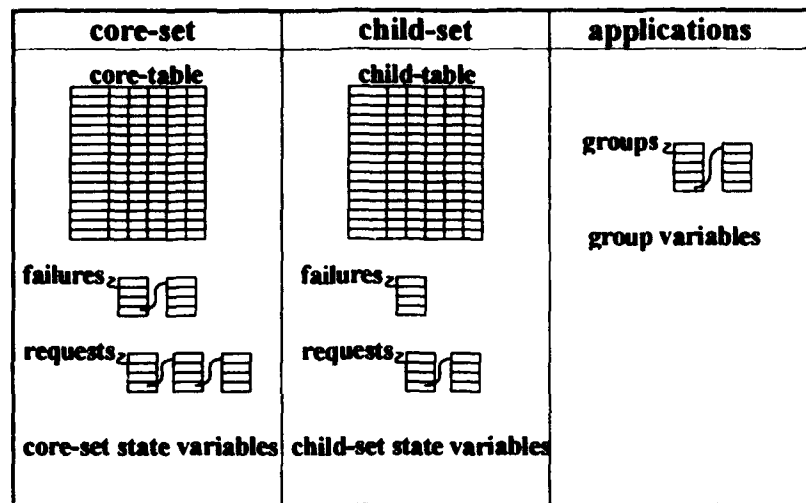 core-set
core-table
failures
requests
core-set state variables
child-set
child-table
failures
requests
child-set state variables
applications
groups
group variables